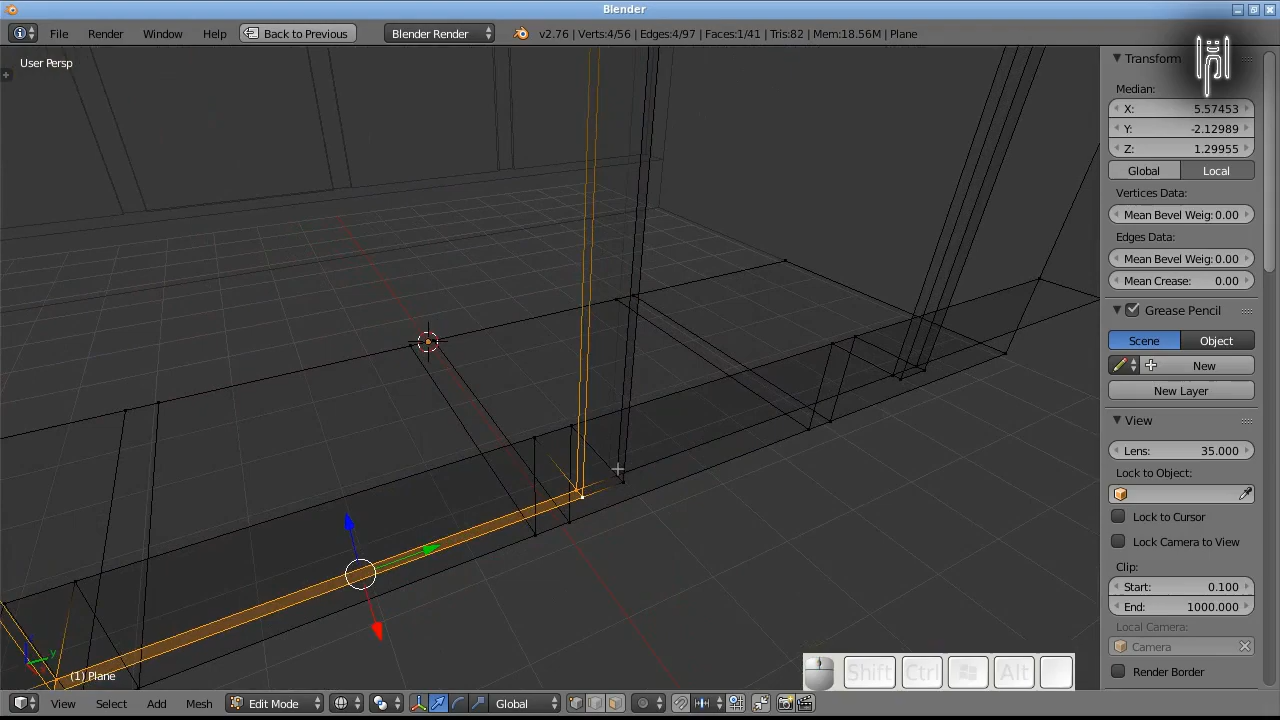 Blender
File Render Window Help Back to Previous Blender Render v2.76 | Verts:4/56 | Edges:4/97 | Faces:1/41 | Tris:82 | Mem:18.56M | Plane
User Persp
Transform
Median:
X: 5.57453
Y: -2.12989
Z: 1.29955
Global Local
Vertices Data:
Mean Bevel Weig: 0.00
Edges Data:
Mean Bevel Weig: 0.00
Mean Crease: 0.00
Grease Pencil
Scene Object
New
New Layer
View
Lens: 35.000
Lock to Object:
Lock to Cursor
Lock Camera to View
Clip:
Start: 0.100
End: 1000.000
Local Camera:
Camera
Render Border
y
(1) Plane
Shift Ctrl Alt
View Select Add Mesh Edit Mode Global